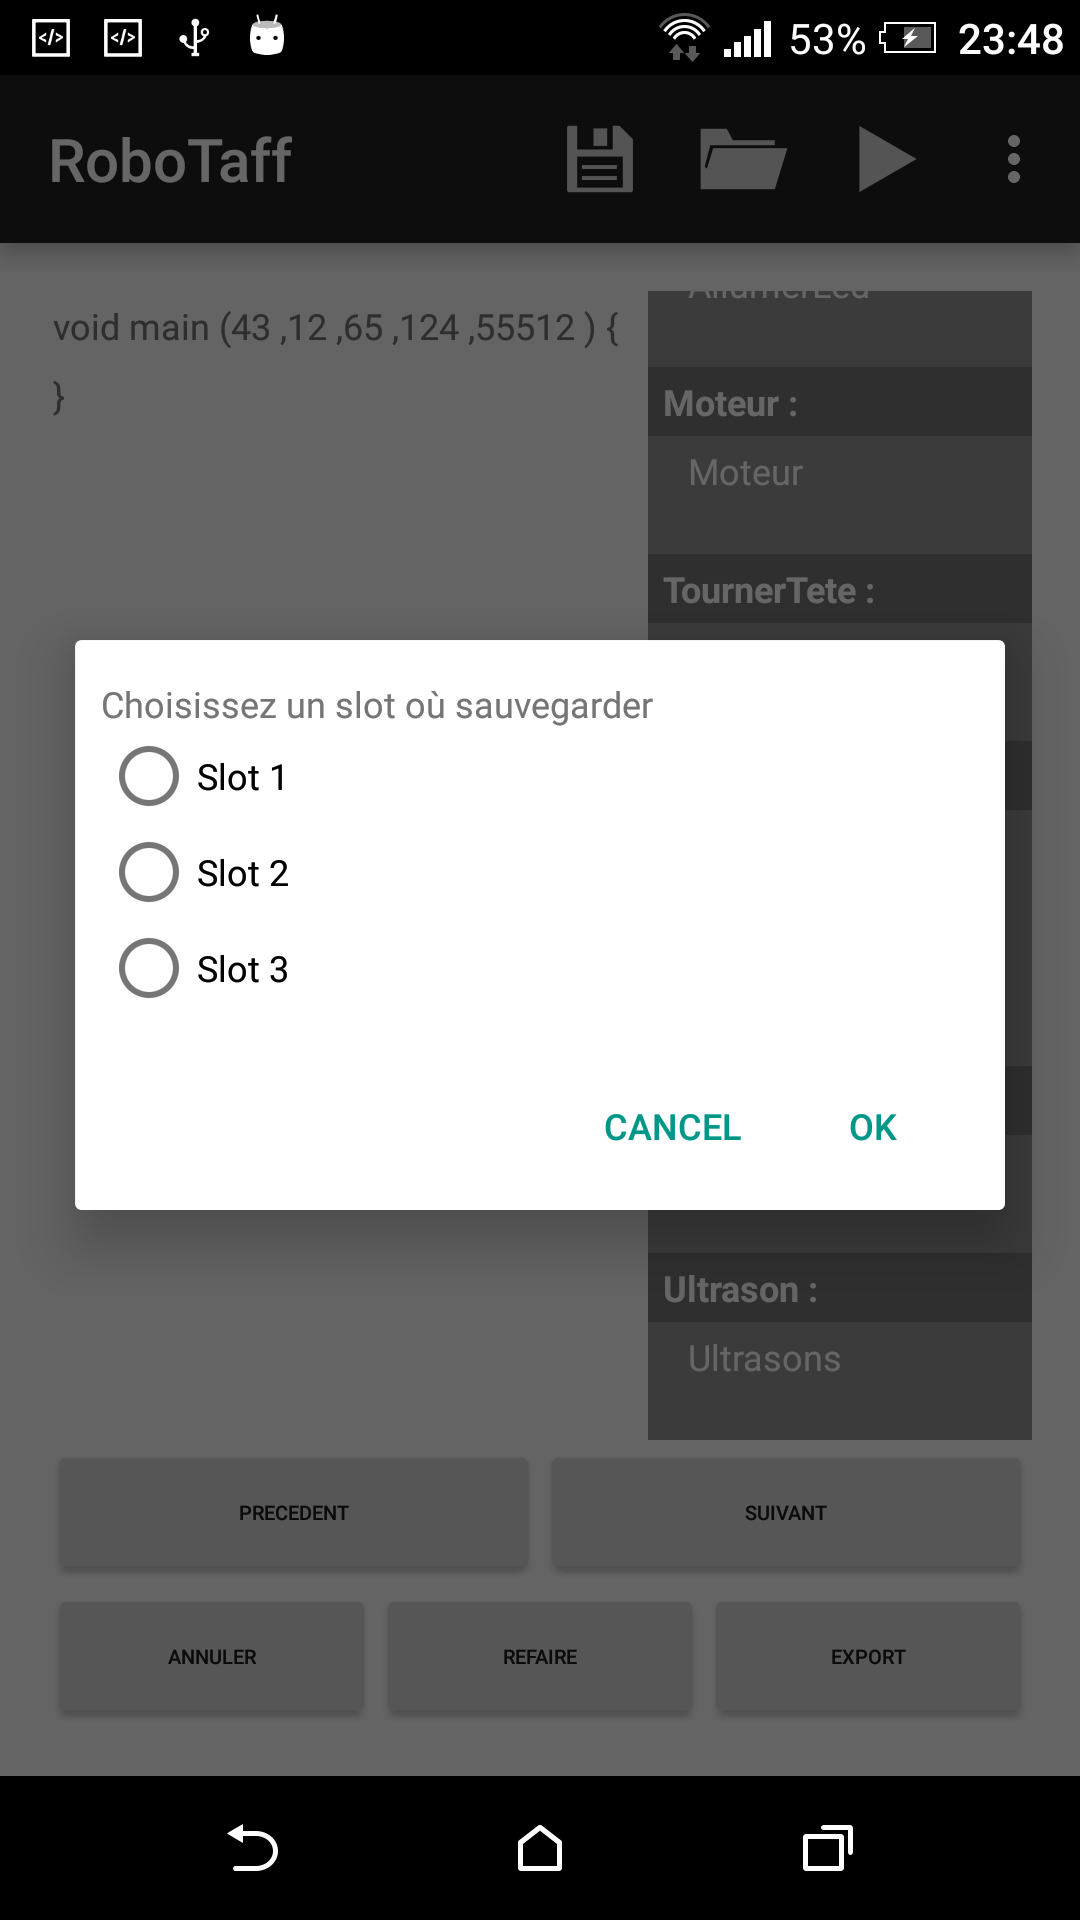 53% 23:48
RoboTaff
void main (43 ,12 ,65 ,124 ,55512 ) {
}
AllumerLed
Moteur :
Moteur
TournerTete :
Choisissez un slot où sauvegarder
Slot 1
Slot 2
Slot 3
CANCEL OK
Ultrason :
Ultrasons
PRECEDENT SUIVANT
ANNULER REFAIRE EXPORT